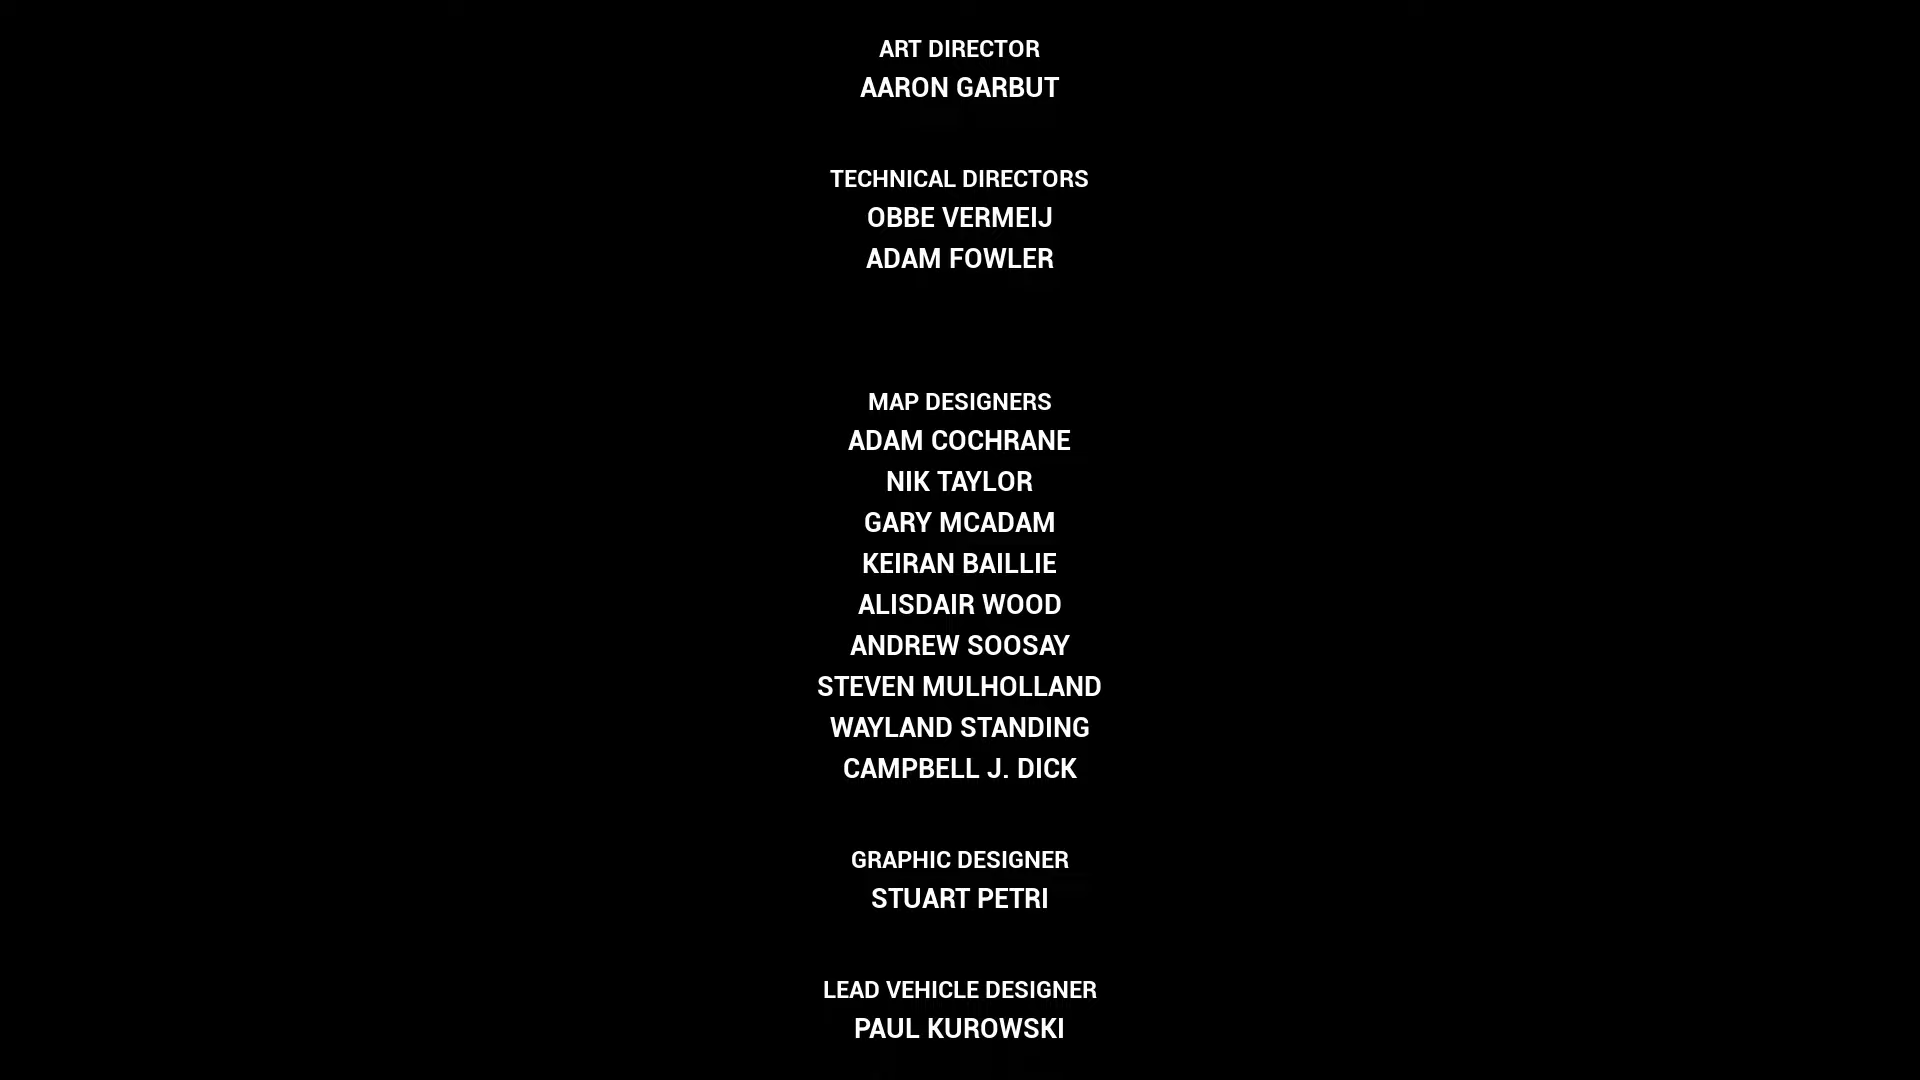 ART DIRECTOR
AARON GARBUT
TECHNICAL DIRECTORS
OBBE VERMEIJ
ADAM FOWLER
MAP DESIGNERS
ADAM COCHRANE
NIK TAYLOR
GARY MCADAM
KEIRAN BAILLIE
ALISDAIR WOOD
ANDREW SOOSAY
STEVEN MULHOLLAND
WAYLAND STANDING
CAMPBELL J. DICK
GRAPHIC DESIGNER
STUART PETRI
LEAD VEHICLE DESIGNER
PAUL KUROWSKI